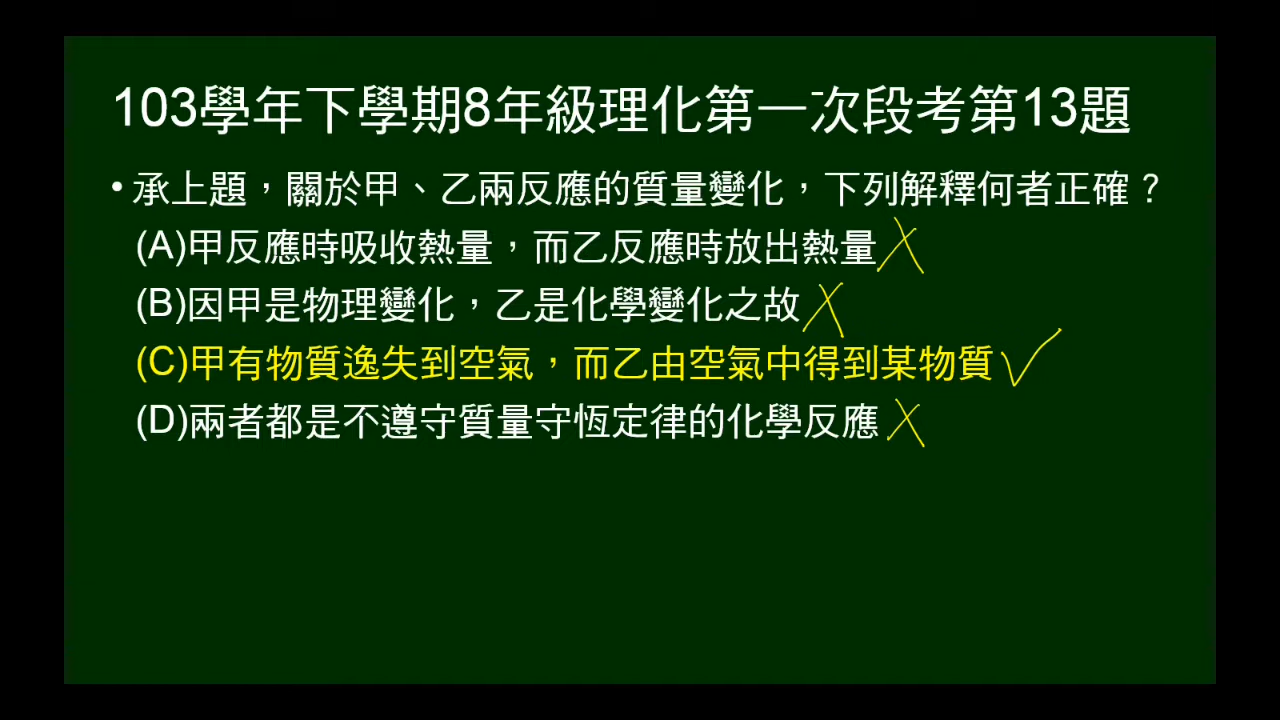 103學年下學期8年級理化第一次段考第13題
•承上題，關於甲、乙兩反應的質量變化，下列解釋何者正確？
(A)甲反應時吸收熱量，而乙反應時放出熱量
(B)因甲是物理變化，乙是化學變化之故
(C)甲有物質逸失到空氣，而乙由空氣中得到某物質
(D)兩者都是不遵守質量守恆定律的化學反應